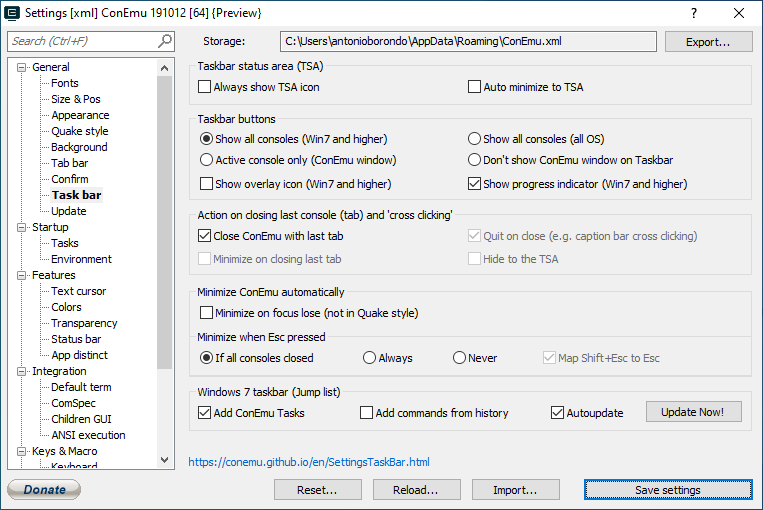 Settings [xml] ConEmu 191012 [64] {Preview}
Search (Ctrl+F)
Storage:
C:\Users\antonioborondo\AppData\Roaming\ConEmu.xml
Export...
General
Fonts
Size & Pos
Appearance
Quake style
Background
Tab bar
Confirm
Task bar
Update
Startup
Tasks
Environment
Features
Text cursor
Colors
Transparency
Status bar
App distinct
Integration
Default term
ComSpec
Children GUI
ANSI execution
Keys & Macro
Keyboard
Taskbar status area (TSA)
Always show TSA icon
Auto minimize to TSA
Taskbar buttons
Show all consoles (Win7 and higher)
Show all consoles (all OS)
Active console only (ConEmu window)
Don't show ConEmu window on Taskbar
Show overlay icon (Win7 and higher)
Show progress indicator (Win7 and higher)
Action on closing last console (tab) and 'cross clicking'
Close ConEmu with last tab
Quit on close (e.g. caption bar cross clicking)
Minimize on closing last tab
Hide to the TSA
Minimize ConEmu automatically
Minimize on focus lose (not in Quake style)
Minimize when Esc pressed
If all consoles closed
Always
Never
Map Shift+Esc to Esc
Windows 7 taskbar (Jump list)
Add ConEmu Tasks
Add commands from history
Autoupdate
Update Now!
https://conemu.github.io/en/SettingsTaskBar.html
Donate
Reset...
Reload...
Import...
Save settings